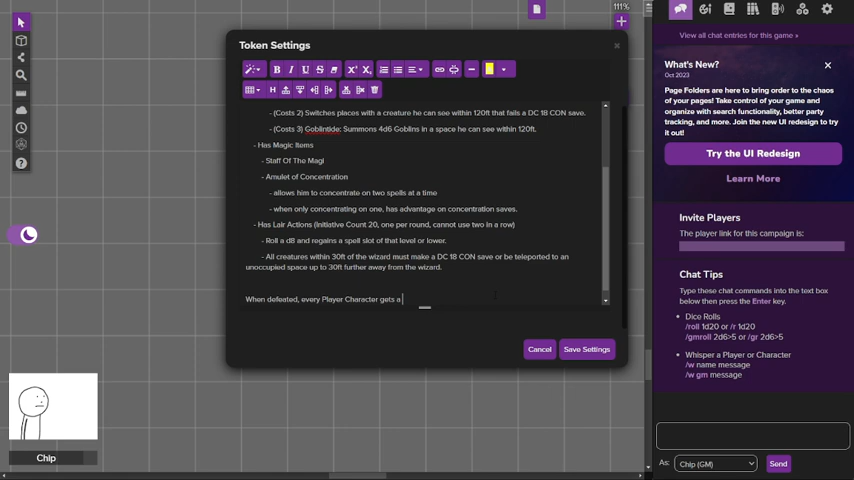 111%
Token Settings
- (Costs 2) Switches places with a creature he can see within 120ft that fails a DC 18 CON save.
- (Costs 3) Goblintide: Summons 4d6 Goblins in a space he can see within 120ft.
- Has Magic Items
- Staff Of The Magi
- Amulet of Concentration
- allows him to concentrate on two spells at a time
- when only concentrating on one, has advantage on concentration saves.
- Has Lair Actions (Initiative Count 20, one per round, cannot use two in a row)
- Roll a d8 and regains a spell slot of that level or lower.
- All creatures within 30ft of the wizard must make a DC 18 CON save or be teleported to an
unoccupied space up to 30ft further away from the wizard.
When defeated, every Player Character gets a
Cancel
Save Settings
Chip
View all chat entries for this game »
What's New?
Oct 2023
Page Folders are here to bring order to the chaos
of your pages! Take control of your game and
organize with search functionality, better party
tracking, and more. Join the new UI redesign to try
it out!
Try the UI Redesign
Learn More
Invite Players
The player link for this campaign is:
Chat Tips
Type these chat commands into the text box
below then press the Enter key.
• Dice Rolls
/roll 1d20 or /r 1d20
/gmroll 2d6>5 or /gr 2d6>5
• Whisper a Player or Character
/w name message
/w gm message
As:
Chip (GM)
Send